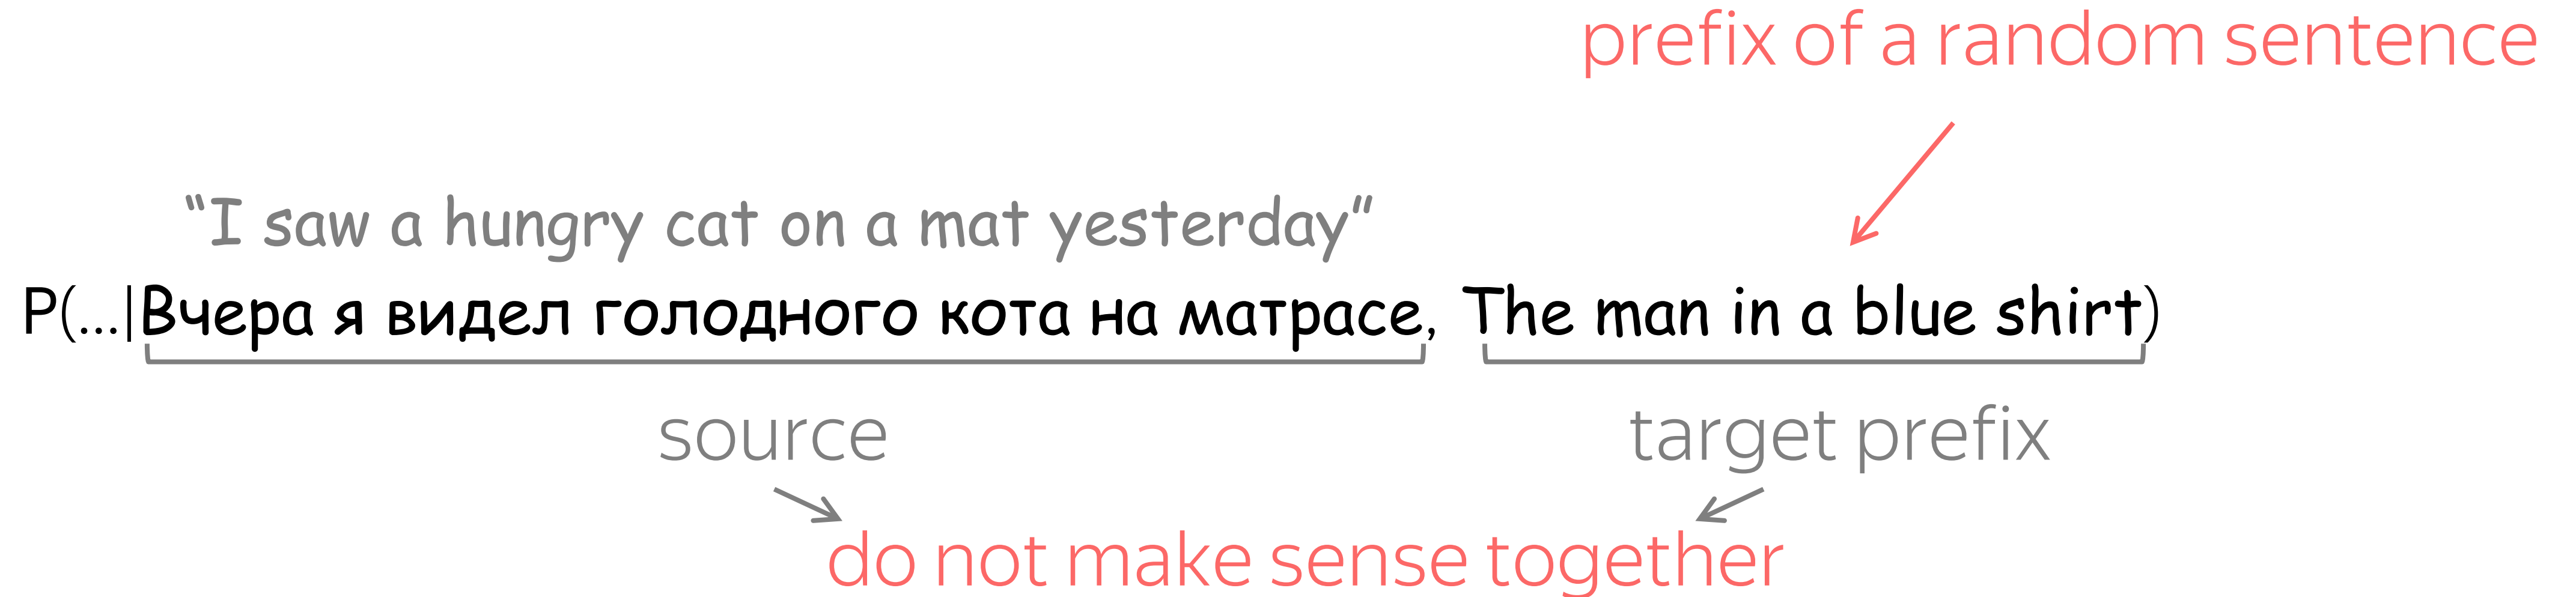 prefix of a random sentence
“I saw a hungry cat on a mat yesterday”
P(...|Вчера я видел голодного кота на матрасе, The man in a blue shirt)
source target prefix
do not make sense together